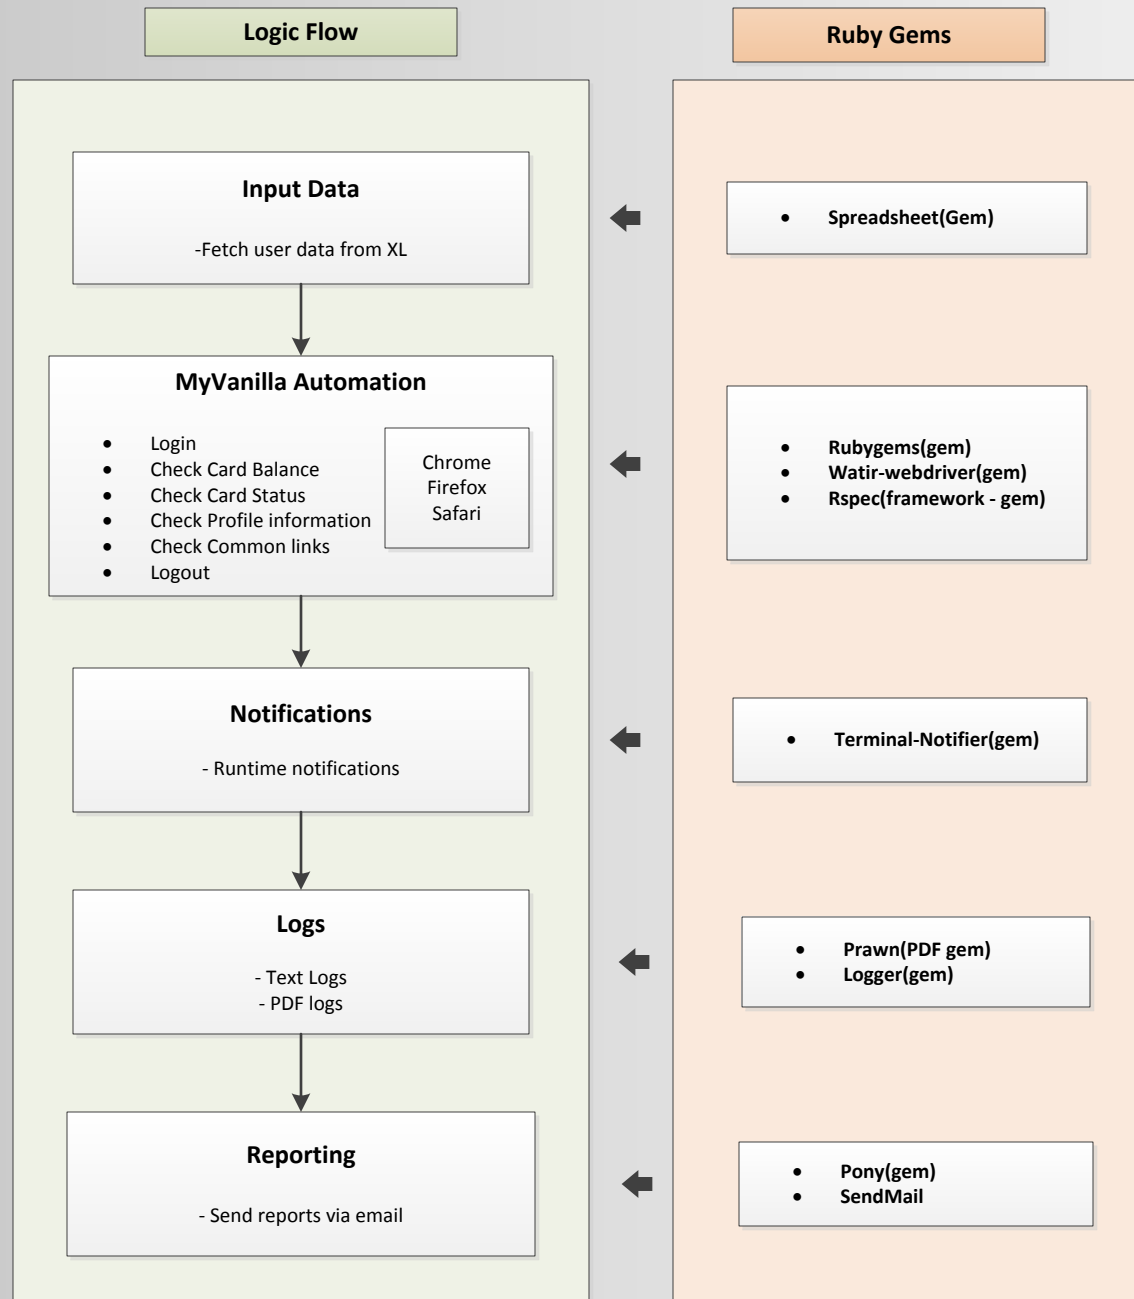 Logic Flow
Ruby Gems
Input Data
-Fetch user data from XL
• Spreadsheet(Gem)
MyVanilla Automation
• Login
• Check Card Balance
• Check Card Status
• Check Profile information
• Check Common links
• Logout
Chrome
Firefox
Safari
• Rubygems(gem)
• Watir-webdriver(gem)
• Rspec(framework - gem)
Notifications
- Runtime notifications
• Terminal-Notifier(gem)
Logs
- Text Logs
- PDF logs
• Prawn(PDF gem)
• Logger(gem)
Reporting
- Send reports via email
• Pony(gem)
• SendMail